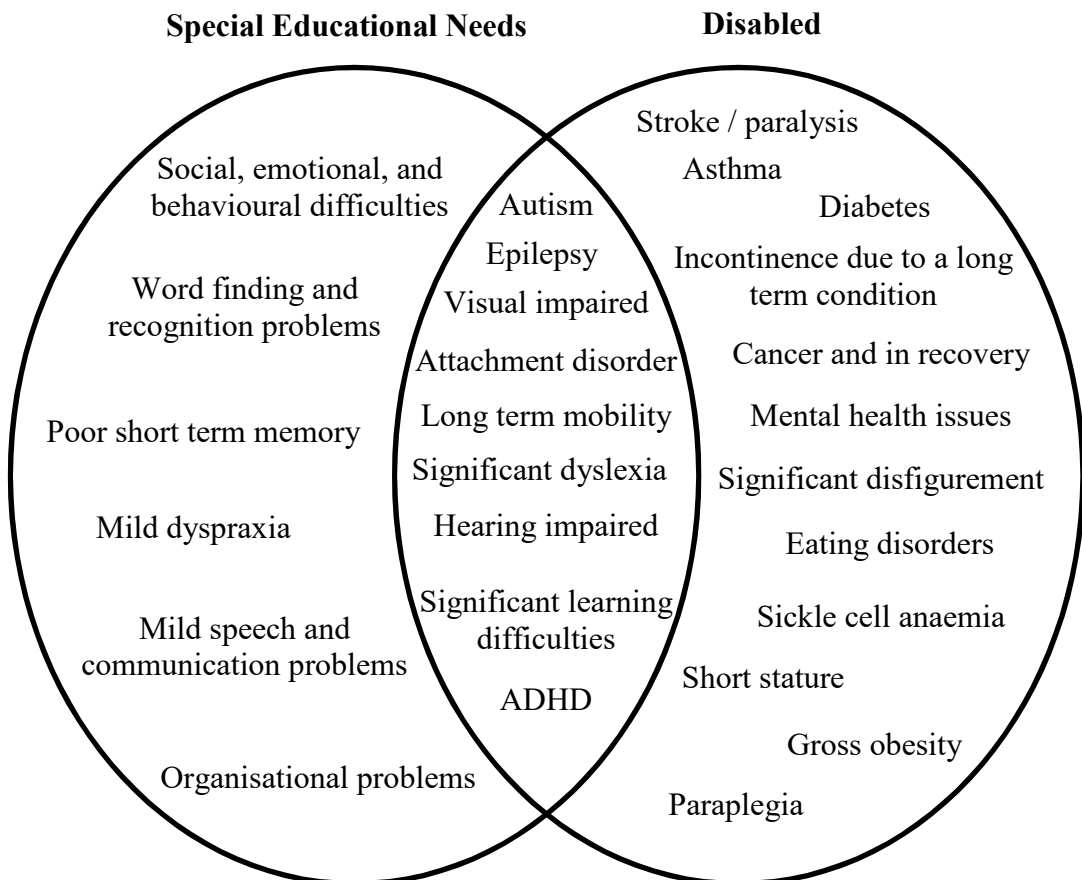 Special Educational Needs
Disabled
Social, emotional, and
behavioural difficulties
Word finding and
recognition problems
Poor short term memory
Mild dyspraxia
Mild speech and
communication problems
Organisational problems
Autism
Epilepsy
Visual impaired
Attachment disorder
Long term mobility
Significant dyslexia
Hearing impaired
Significant learning
difficulties
ADHD
Stroke / paralysis
Asthma
Diabetes
Incontinence due to a long
term condition
Cancer and in recovery
Mental health issues
Significant disfigurement
Eating disorders
Sickle cell anaemia
Short stature
Gross obesity
Paraplegia